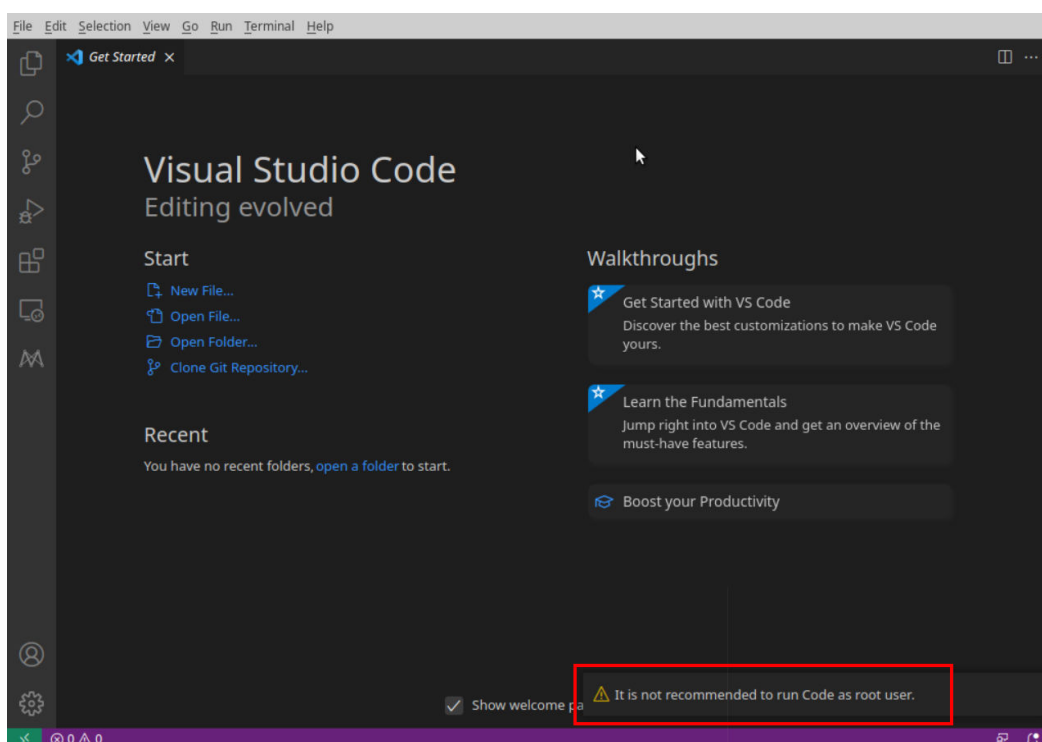 File Edit Selection View Go Run Terminal Help
Get Started
Visual Studio Code
Editing evolved
Start
New File...
Open File...
Open Folder...
Clone Git Repository...
Recent
You have no recent folders, open a folder to start.
Walkthroughs
Get Started with VS Code
Discover the best customizations to make VS Code
yours.
Learn the Fundamentals
Jump right into VS Code and get an overview of the
must-have features.
Boost your Productivity
Show welcome pa
It is not recommended to run Code as root user.
0 0